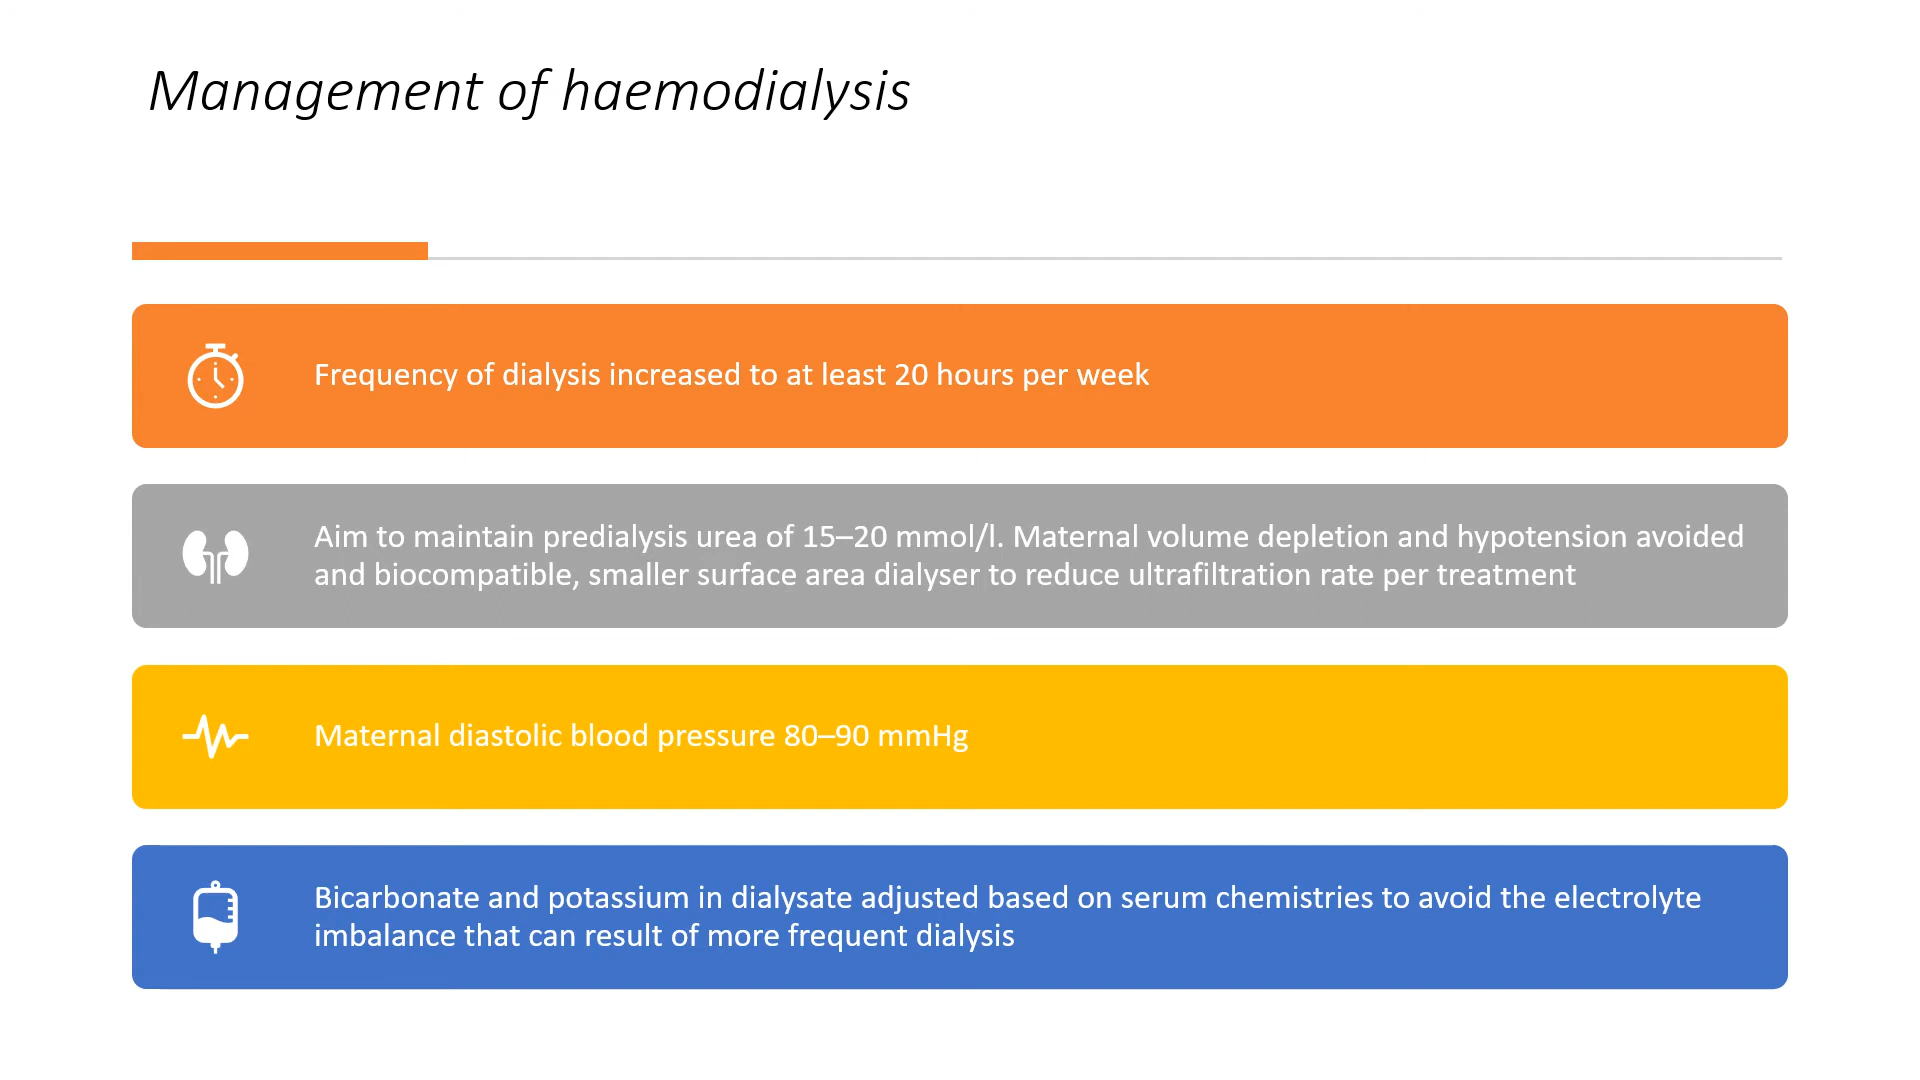 Management of haemodialysis
Frequency of dialysis increased to at least 20 hours per week
Aim to maintain predialysis urea of 15–20 mmol/l. Maternal volume depletion and hypotension avoided
and biocompatible, smaller surface area dialyser to reduce ultrafiltration rate per treatment
Maternal diastolic blood pressure 80–90 mmHg
Bicarbonate and potassium in dialysate adjusted based on serum chemistries to avoid the electrolyte
imbalance that can result of more frequent dialysis